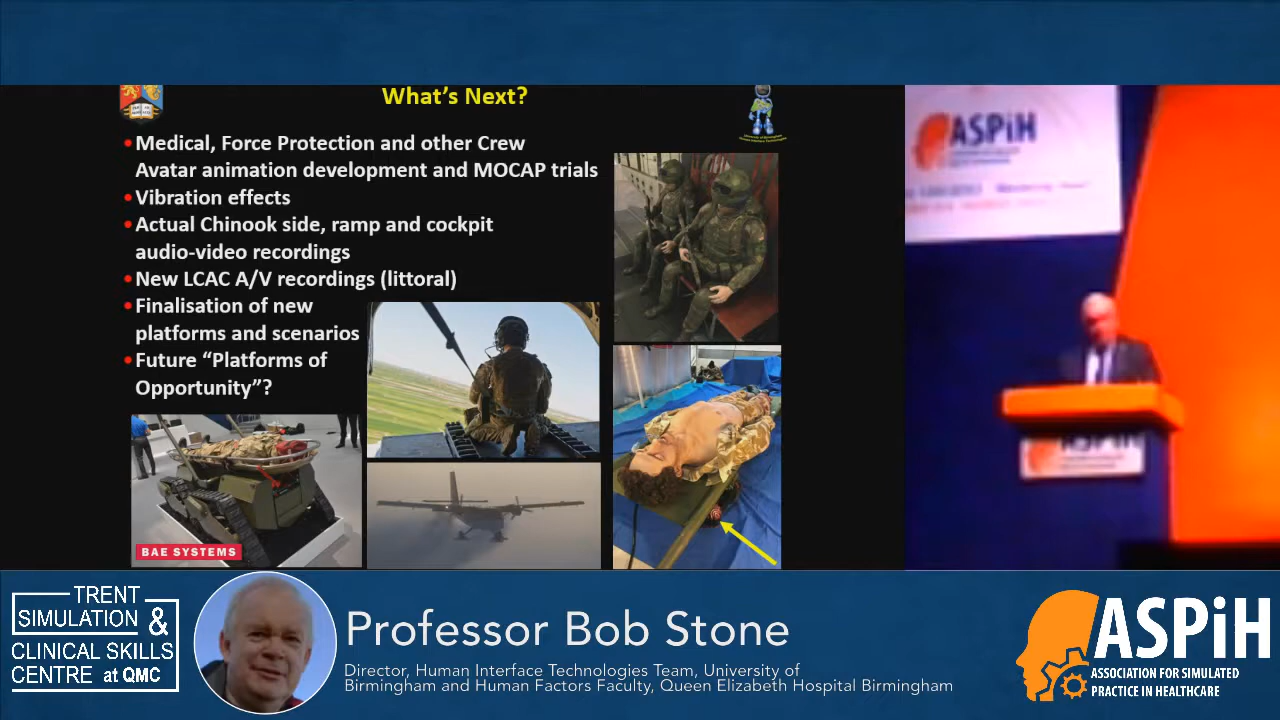 What's Next?
•Medical, Force Protection and other Crew
Avatar animation development and MOCAP trials
•Vibration effects
•Actual Chinook side, ramp and cockpit
audio-video recordings
•New LCAC A/V recordings (littoral)
•Finalisation of new
platforms and scenarios
•Future “Platforms of
Opportunity”?
BAE SYSTEMS
ASPiH
ASPiH
TRENT
SIMULATION &
CLINICAL SKILLS
CENTRE at QMC
Professor Bob Stone
Director, Human Interface Technologies Team, University of
Birmingham and Human Factors Faculty, Queen Elizabeth Hospital Birmingham
ASPiH
ASSOCIATION FOR SIMULATED
PRACTICE IN HEALTHCARE